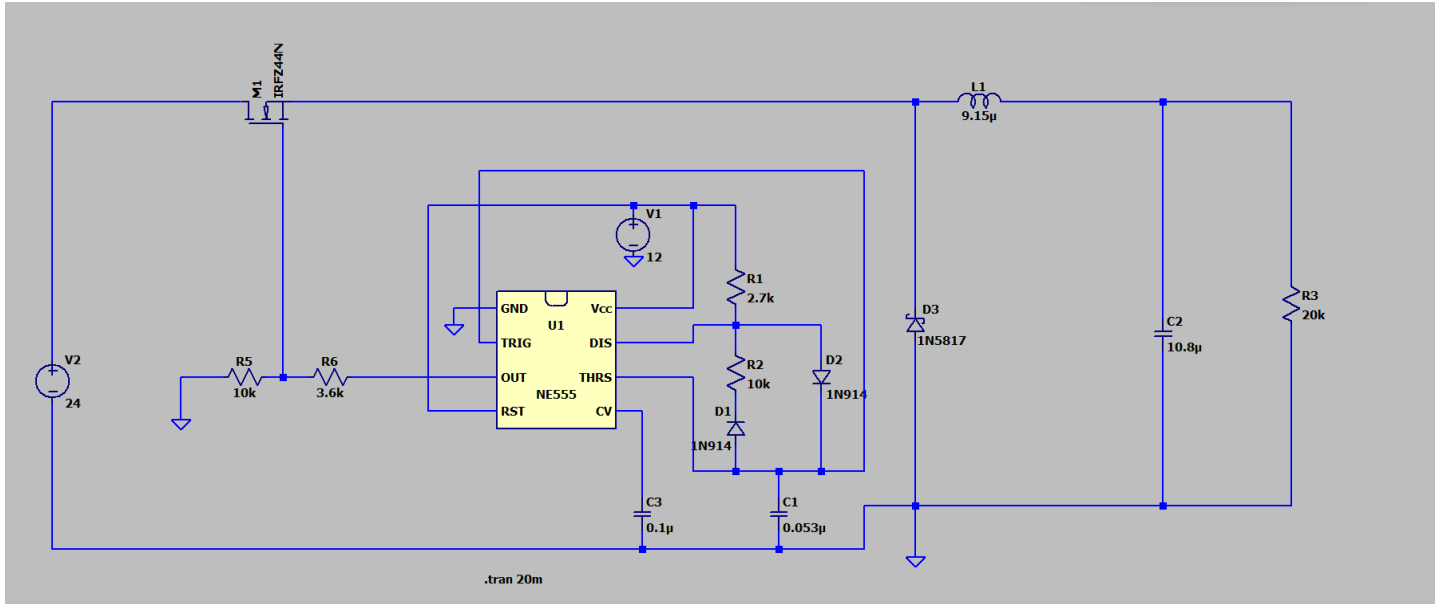 M1
IRFZ44N
L1
9.15µ
V1
12
R1
2.7k
GND
Vcc
U1
TRIG
DIS
OUT
THRS
NE555
RST
CV
R2
10k
D2
1N914
D1
1N914
D3
1N5817
C2
10.8µ
R3
20k
V2
24
R5
10k
R6
3.6k
C3
0.1µ
C1
0.053µ
.tran 20m